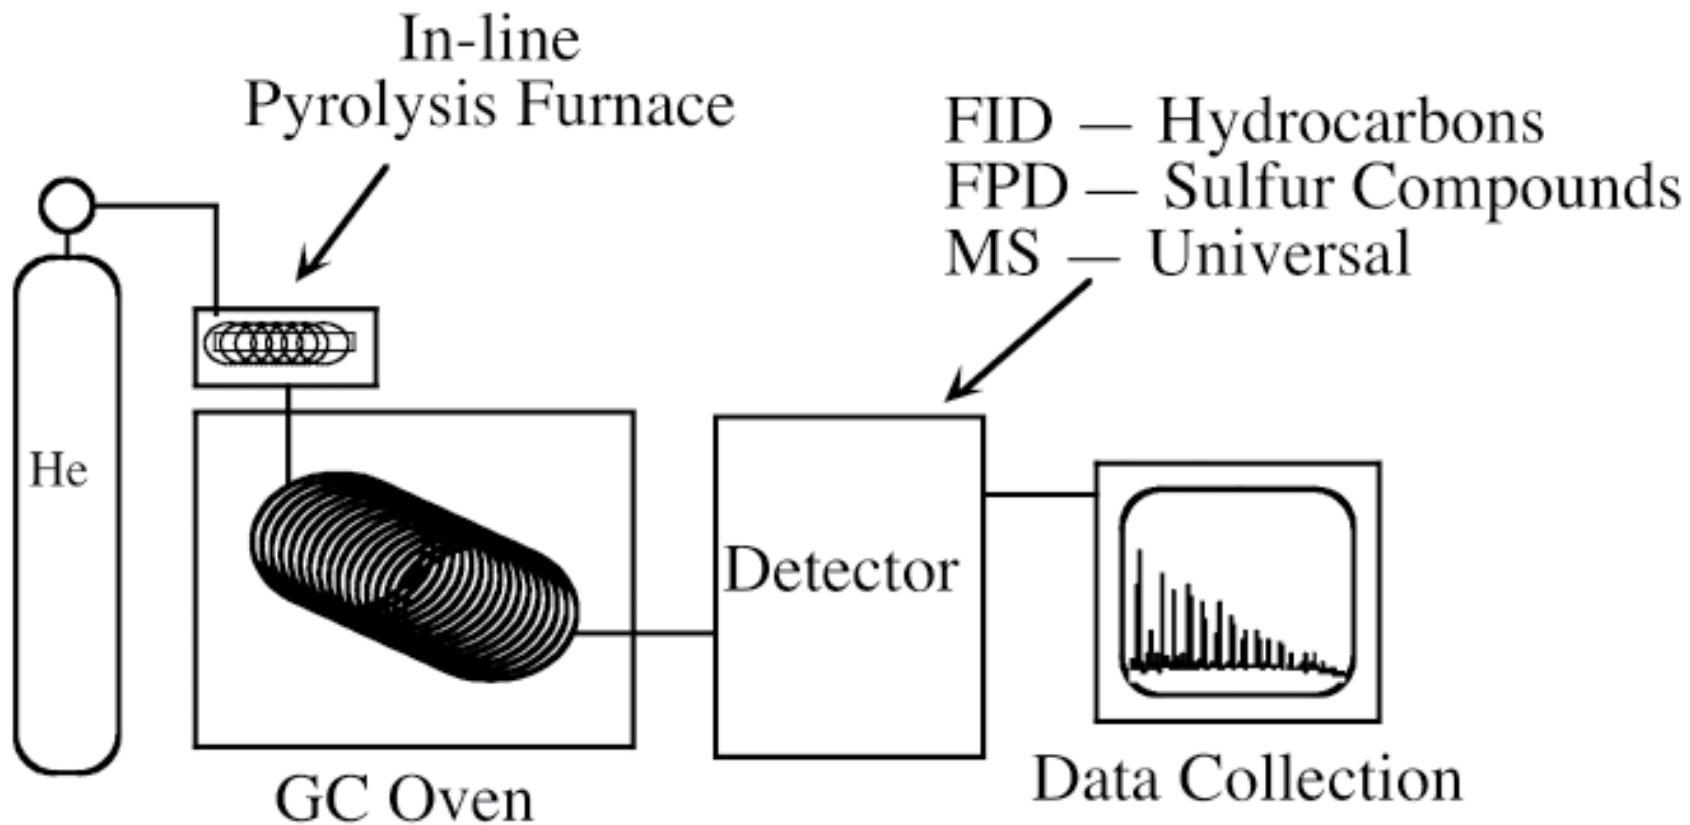 In-line
Pyrolysis Furnace
FID — Hydrocarbons
FPD — Sulfur Compounds
MS — Universal
He
Detector
GC Oven
Data Collection